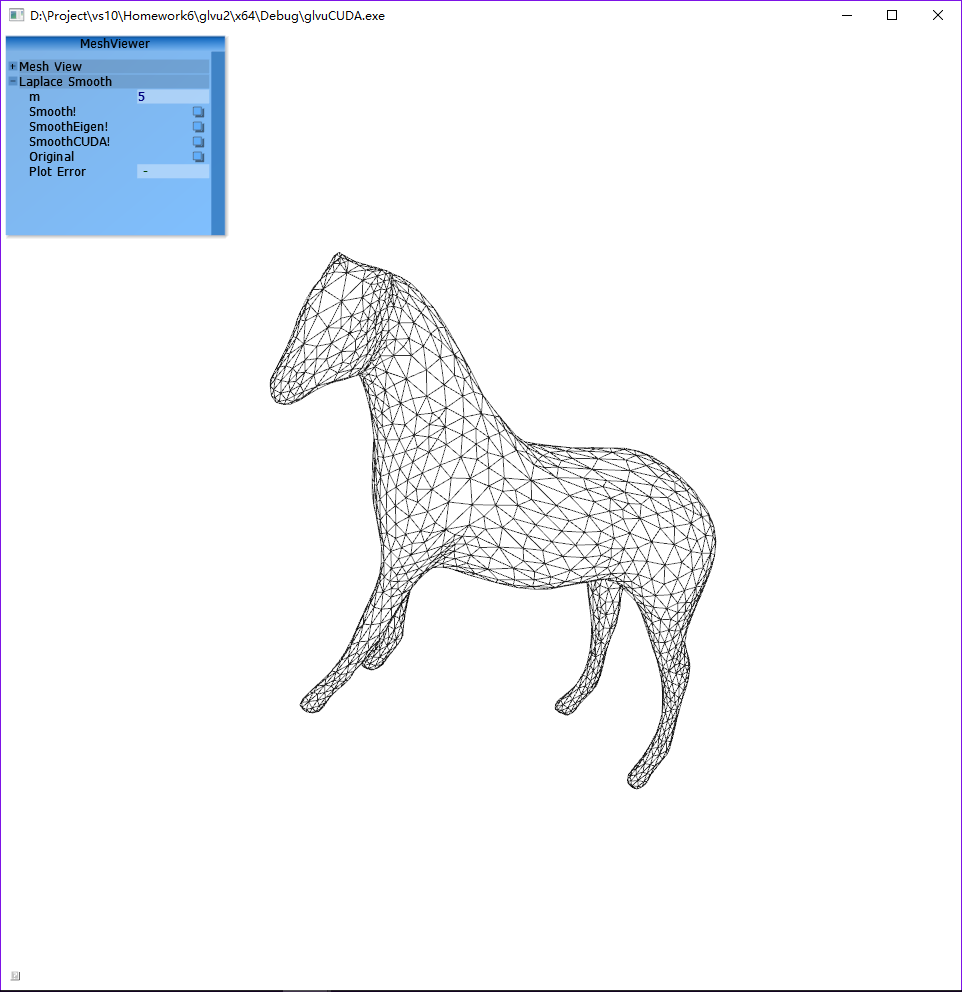 D:\Project\vs10\Homework6\glvu2\x64\Debug\glvuCUDA.exe
MeshViewer
+ Mesh View
- Laplace Smooth
m 5
Smooth!
SmoothEigen!
SmoothCUDA!
Original
Plot Error -